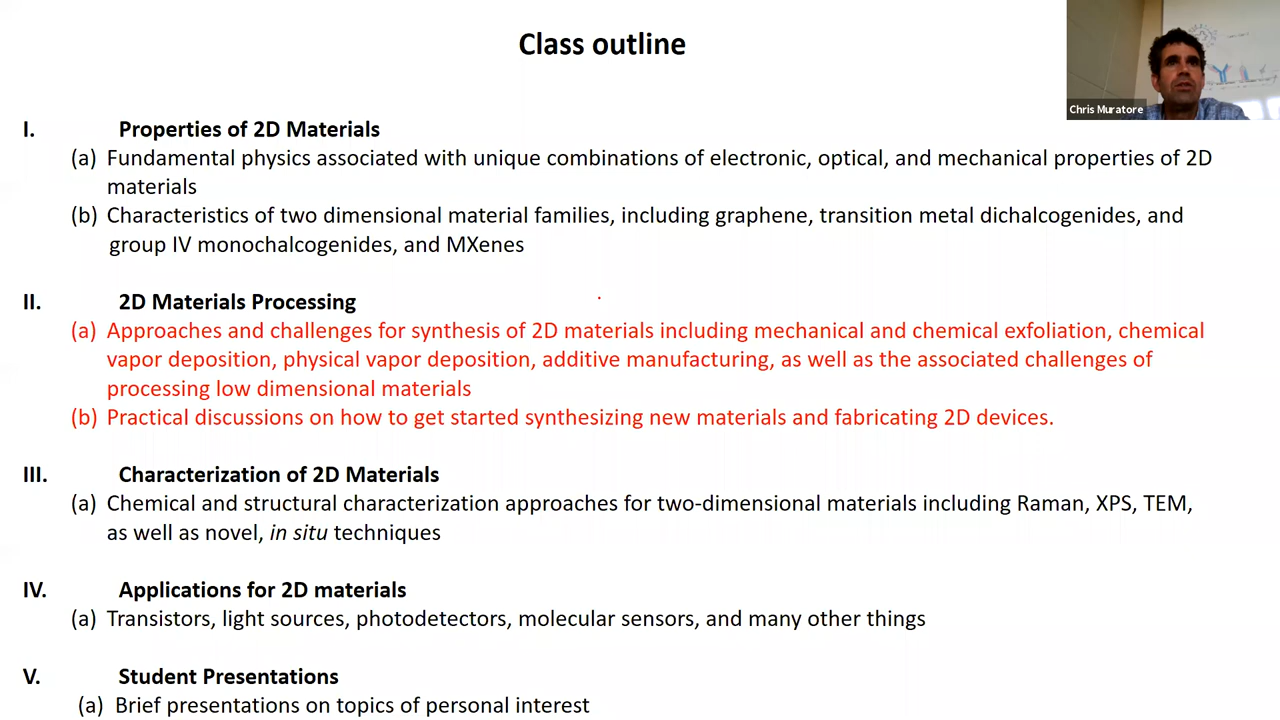 Class outline
Chris Muratore
I. Properties of 2D Materials
(a) Fundamental physics associated with unique combinations of electronic, optical, and mechanical properties of 2D
materials
(b) Characteristics of two dimensional material families, including graphene, transition metal dichalcogenides, and
group IV monochalcogenides, and MXenes
II. 2D Materials Processing
(a) Approaches and challenges for synthesis of 2D materials including mechanical and chemical exfoliation, chemical
vapor deposition, physical vapor deposition, additive manufacturing, as well as the associated challenges of
processing low dimensional materials
(b) Practical discussions on how to get started synthesizing new materials and fabricating 2D devices.
III. Characterization of 2D Materials
(a) Chemical and structural characterization approaches for two-dimensional materials including Raman, XPS, TEM,
as well as novel, in situ techniques
IV. Applications for 2D materials
(a) Transistors, light sources, photodetectors, molecular sensors, and many other things
V. Student Presentations
(a) Brief presentations on topics of personal interest